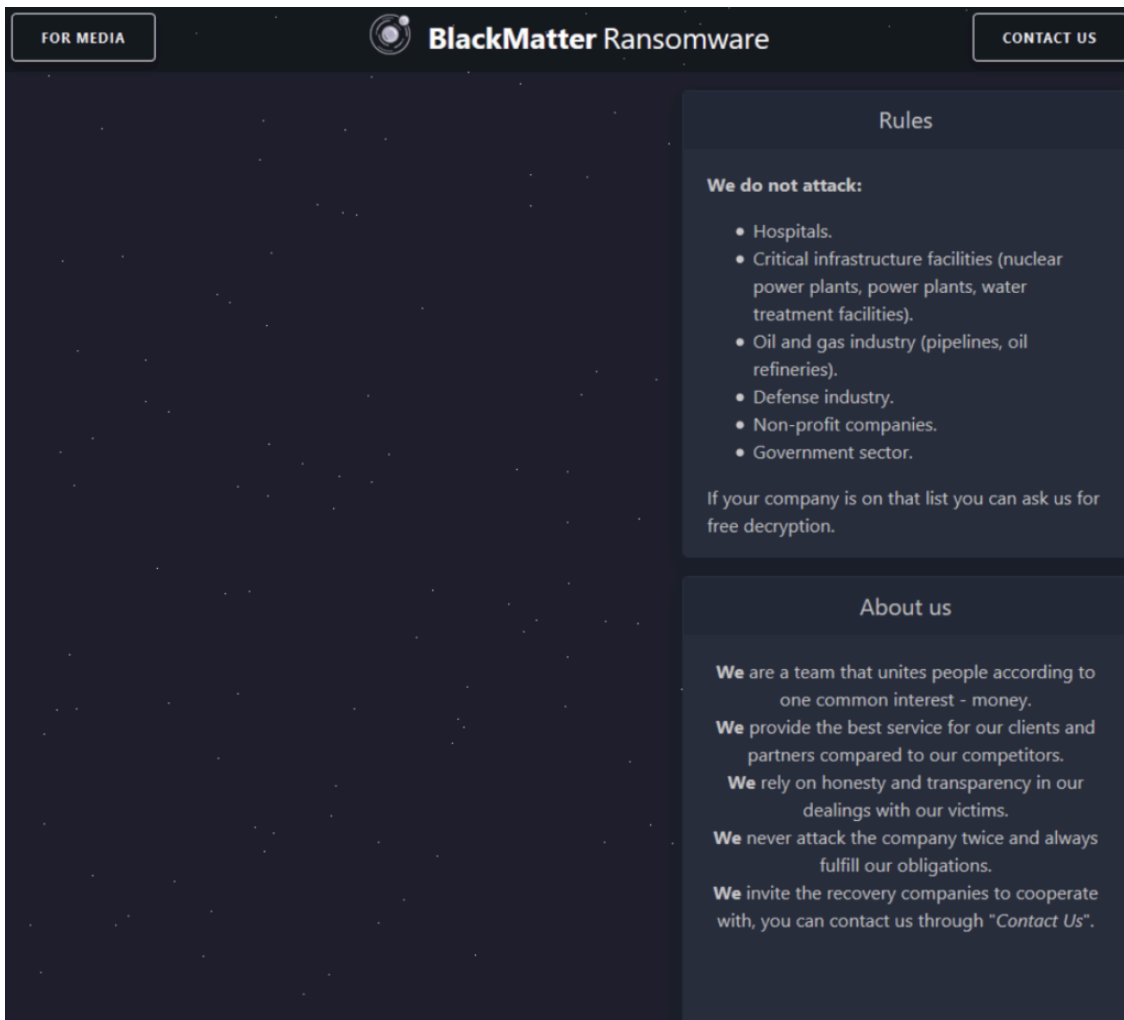 FOR MEDIA
BlackMatter Ransomware
CONTACT US
Rules
We do not attack:
• Hospitals.
• Critical infrastructure facilities (nuclear
power plants, power plants, water
treatment facilities).
• Oil and gas industry (pipelines, oil
refineries).
• Defense industry.
• Non-profit companies.
• Government sector.
If your company is on that list you can ask us for
free decryption.
About us
We are a team that unites people according to
one common interest - money.
We provide the best service for our clients and
partners compared to our competitors.
We rely on honesty and transparency in our
dealings with our victims.
We never attack the company twice and always
fulfill our obligations.
We invite the recovery companies to cooperate
with, you can contact us through "Contact Us".